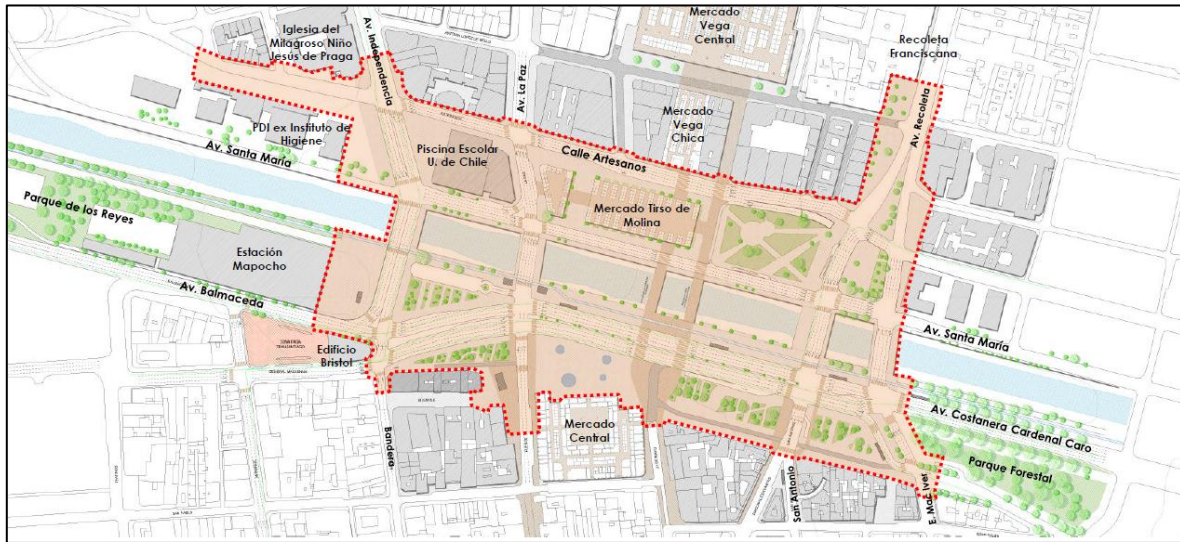 Iglesia del
Milagroso Niño
Jesús de Praga
Av. Independencia
Mercado
Vega
Central
Recoleta
Franciscana
Av. La Paz
Av. Recoleta
PDI ex Instituto de
Higiene
Mercado
Vega
Chica
Piscina Escolar
U. de Chile
Calle Artesanos
Av. Santa María
Mercado Tirso de
Molina
Parque de los Reyes
Estación
Mapocho
Av. Balmaceda
Av. Santa María
Edificio
Bristol
Av. Costanera Cardenal Caro
Mercado
Central
Bandera
Parque Forestal
San Antonio
E. Mac Iver